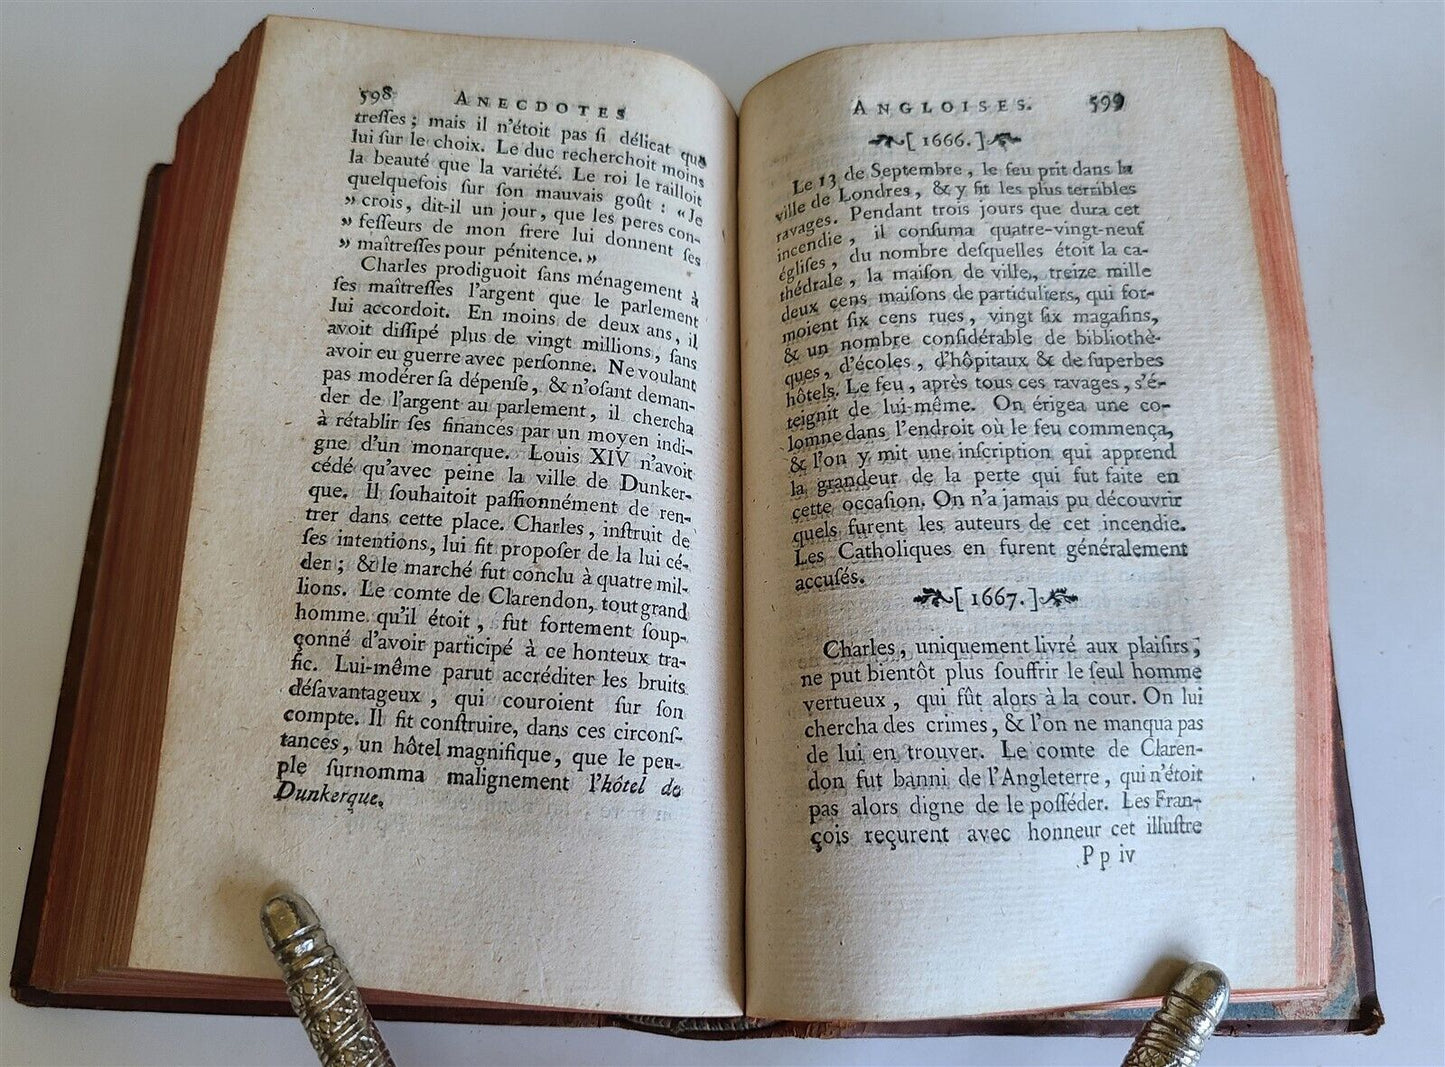 598 ANECDOTES
treſſes ; mais il n'étoit pas ſi délicat que
lui ſur le choix. Le duc recherchoit moins
la beauté que la variété. Le roi le railloit
quelquefois ſur ſon mauvais goût : « Je
» crois, dit-il un jour, que les peres con-
» feſſeurs de mon frere lui donnent ſes
» maîtreſſes pour pénitence. »
Charles prodiguoit ſans ménagement à
ſes maîtreſſes l'argent que le parlement
lui accordoit. En moins de deux ans, il
avoit diſſipé plus de vingt millions, ſans
avoir eu guerre avec perſonne. Ne voulant
pas modérer ſa dépenſe, & n'oſant deman-
der de l'argent au parlement, il chercha
à rétablir ſes finances par un moyen indi-
gne d'un monarque. Louis XIV n'avoit
cédé qu'avec peine la ville de Dunker-
que. Il ſouhaitoit paſſionnément de ren-
trer dans cette place. Charles, inſtruit de
ſes intentions, lui fit propoſer de la lui cé-
der ; & le marché fut conclu à quatre mil-
lions. Le comte de Clarendon, tout grand
homme qu'il étoit, fut fortement ſoup-
çonné d'avoir participé à ce honteux tra-
fic. Lui-même parut accréditer les bruits
déſavantageux, qui couroient ſur ſon
compte. Il fit conſtruire, dans ces circonſ-
tances, un hôtel magnifique, que le peu-
ple ſurnomma malignement l'hôtel de
Dunkerque.
ANGLOISES. 599
[ 1666. ]
Le 13 de Septembre, le feu prit dans la
ville de Londres, & y fit les plus terribles
ravages. Pendant trois jours que dura cet
incendie, il conſuma quatre-vingt-neuf
égliſes, du nombre deſquelles étoit la ca-
thédrale, la maiſon de ville, treize mille
deux cens maiſons de particuliers, qui for-
moient ſix cens rues, vingt ſix magaſins,
& un nombre conſidérable de bibliothè-
ques, d'écoles, d'hôpitaux & de ſuperbes
hôtels. Le feu, après tous ces ravages, s'é-
teignit de lui-même. On érigea une co-
lomne dans l'endroit où le feu commença,
& l'on y mit une inſcription qui apprend
la grandeur de la perte qui fut faite en
cette occaſion. On n'a jamais pu découvrir
quels furent les auteurs de cet incendie.
Les Catholiques en furent généralement
accuſés.
[ 1667. ]
Charles, uniquement livré aux plaiſirs,
ne put bientôt plus ſouffrir le ſeul homme
vertueux, qui fût alors à la cour. On lui
chercha des crimes, & l'on ne manqua pas
de lui en trouver. Le comte de Claren-
don fut banni de l'Angleterre, qui n'étoit
pas alors digne de le poſſéder. Les Fran-
çois reçurent avec honneur cet illuſtre
P p iv